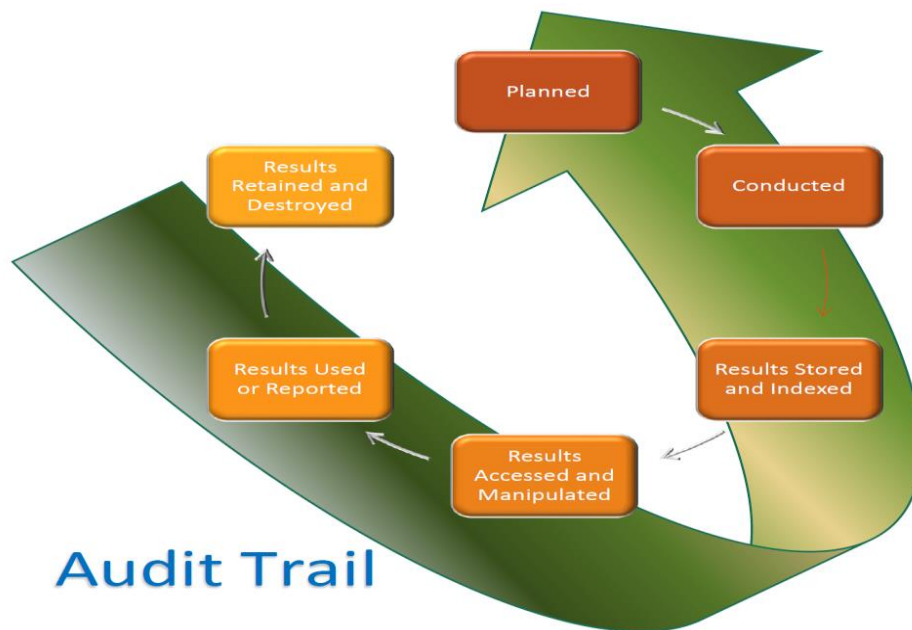 Planned
Conducted
Results Stored
and Indexed
Results
Accessed and
Manipulated
Results Used
or Reported
Results
Retained and
Destroyed
Audit Trail